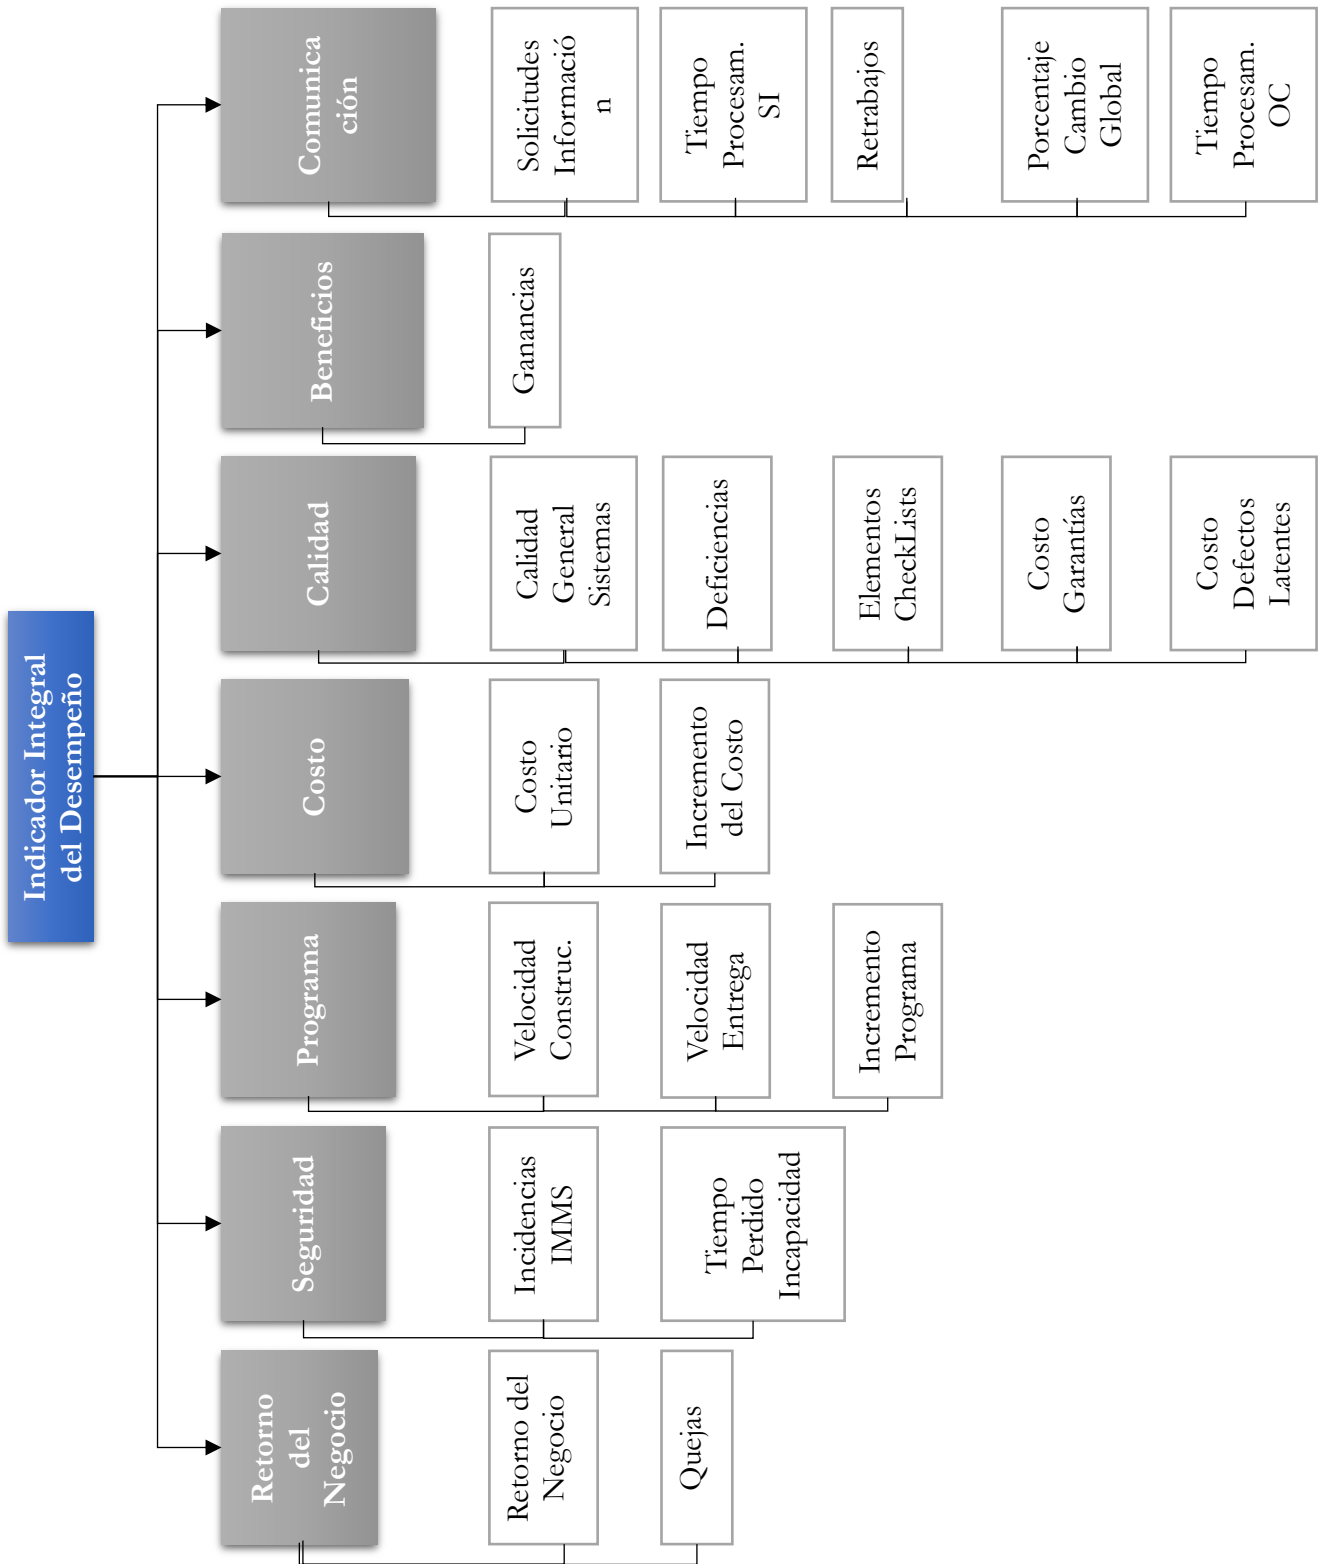 Indicador Integral
del Desempeño
Retorno
del
Negocio
Retorno del
Negocio
Quejas
Seguridad
Incidencias
IMMS
Tiempo
Perdido
Incapacidad
Programa
Velocidad
Construc.
Velocidad
Entrega
Incremento
Programa
Costo
Costo
Unitario
Incremento
del Costo
Calidad
Calidad
General
Sistemas
Deficiencias
Elementos
CheckLists
Costo
Garantías
Costo
Defectos
Latentes
Beneficios
Ganancias
Comunica
ción
Solicitudes
Informació
n
Tiempo
Procesam.
SI
Retrabajos
Porcentaje
Cambio
Global
Tiempo
Procesam.
OC